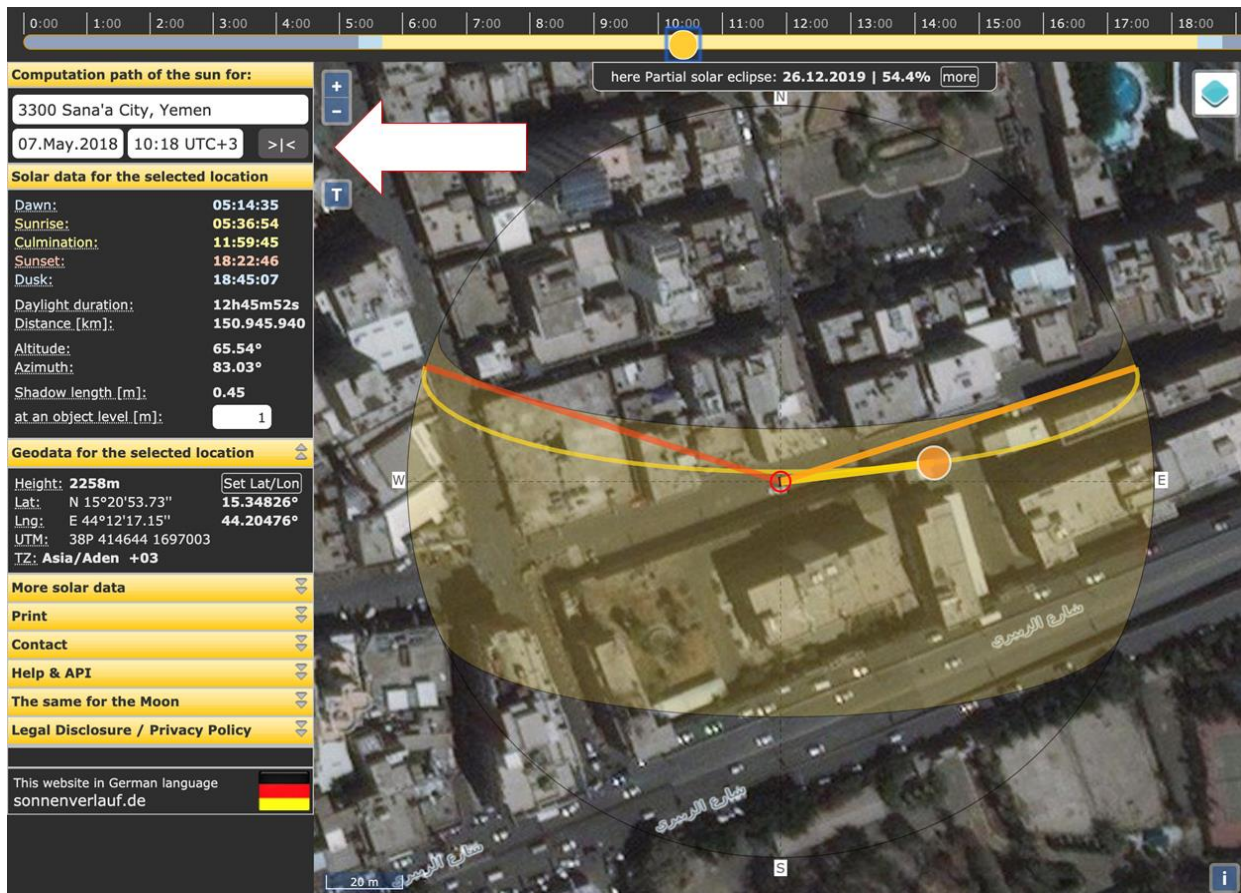 0:00 1:00 2:00 3:00 4:00 5:00 6:00 7:00 8:00 9:00 10:00 11:00 12:00 13:00 14:00 15:00 16:00 17:00 18:00
Computation path of the sun for:
3300 Sana'a City, Yemen
07.May.2018 10:18 UTC+3 >|<
Solar data for the selected location
Dawn: 05:14:35
Sunrise: 05:36:54
Culmination: 11:59:45
Sunset: 18:22:46
Dusk: 18:45:07
Daylight duration: 12h45m52s
Distance [km]: 150.945.940
Altitude: 65.54°
Azimuth: 83.03°
Shadow length [m]: 0.45
at an object level [m]: 1
Geodata for the selected location
Height: 2258m Set Lat/Lon
Lat: N 15°20'53.73'' 15.34826°
Lng: E 44°12'17.15'' 44.20476°
UTM: 38P 414644 1697003
TZ: Asia/Aden +03
More solar data
Print
Contact
Help & API
The same for the Moon
Legal Disclosure / Privacy Policy
This website in German language
sonnenverlauf.de
+
−
T
here Partial solar eclipse: 26.12.2019 | 54.4% more
N
W
E
S
شارع الزبيري
شارع الزبيري
شارع الزبيري
20 m
i